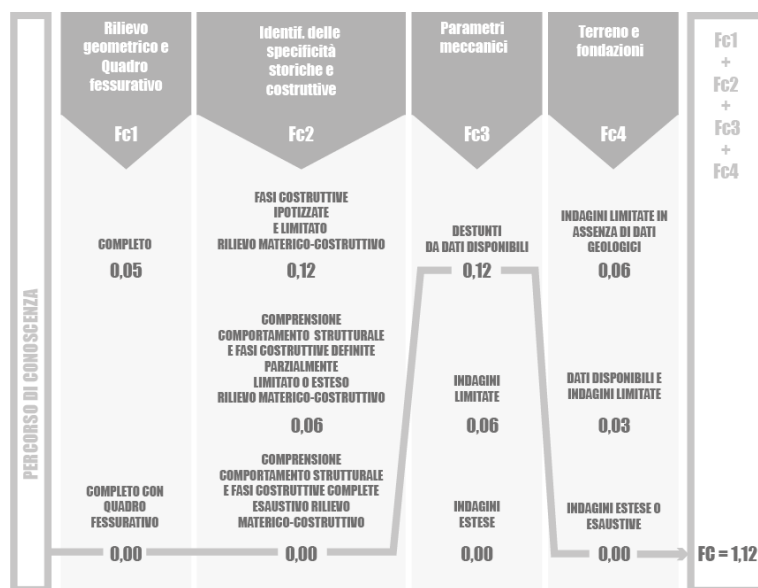 Rilievo
geometrico e
Quadro
fessurativo
Fc1
COMPLETO
0,05
COMPLETO CON
QUADRO
FESSURATIVO
0,00
Identif. delle
specificità
storiche e
costruttive
Fc2
FASI COSTRUTTIVE
IPOTIZZATE
E LIMITATO
RILIEVO MATERICO-COSTRUTTIVO
0,12
COMPRENSIONE
COMPORTAMENTO STRUTTURALE
E FASI COSTRUTTIVE DEFINITE
PARZIALMENTE
LIMITATO O ESTESO
RILIEVO MATERICO-COSTRUTTIVO
0,06
COMPRENSIONE
COMPORTAMENTO STRUTTURALE
E FASI COSTRUTTIVE COMPLETE
ESAUSTIVO RILIEVO
MATERICO-COSTRUTTIVO
0,00
Parametri
meccanici
Fc3
DESTUNTI
DA DATI DISPONIBILI
0,12
INDAGINI
LIMITATE
0,06
INDAGINI
ESTESE
0,00
Terreno e
fondazioni
Fc4
INDAGINI LIMITATE IN
ASSENZA DI DATI
GEOLOGICI
0,06
DATI DISPONIBILI E
INDAGINI LIMITATE
0,03
INDAGINI ESTESE O
ESAUSTIVE
0,00
Fc1
+
Fc2
+
Fc3
+
Fc4
FC = 1,12
PERCORSO DI CONOSCENZA